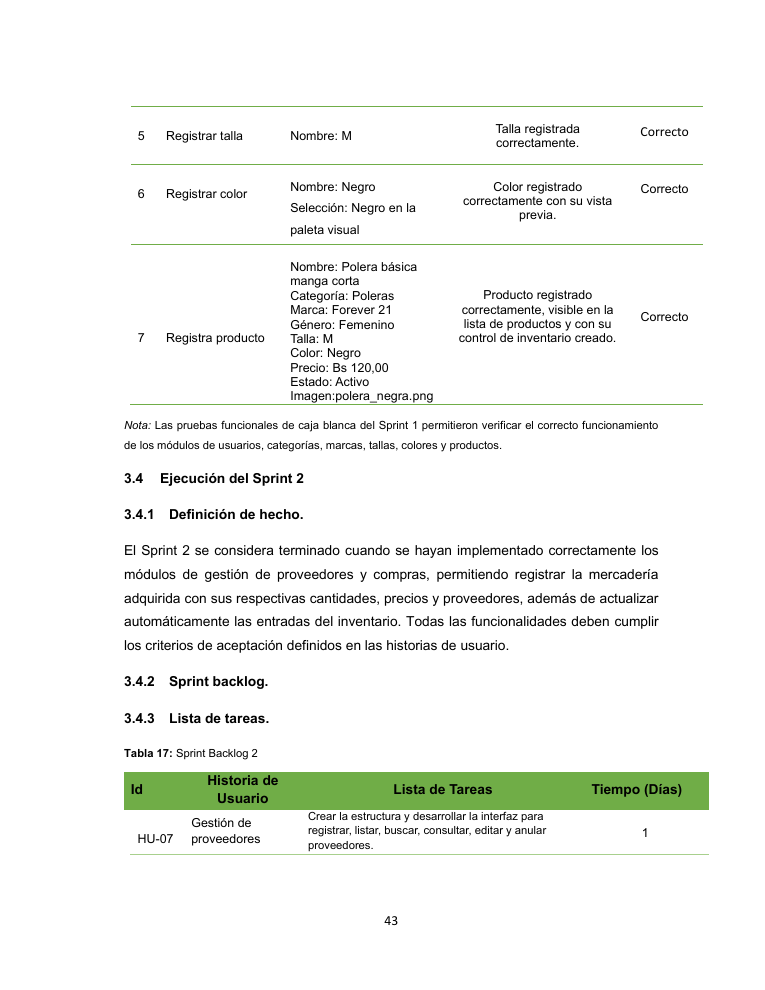 5 Registrar talla Nombre: M Talla registrada correctamente. Correcto
6 Registrar color Nombre: Negro
Selección: Negro en la
paleta visual
Color registrado
correctamente con su vista
previa.
Correcto
7 Registra producto
Nombre: Polera básica
manga corta
Categoría: Poleras
Marca: Forever 21
Género: Femenino
Talla: M
Color: Negro
Precio: Bs 120,00
Estado: Activo
Imagen:polera_negra.png
Producto registrado
correctamente, visible en la
lista de productos y con su
control de inventario creado.
Correcto
Nota: Las pruebas funcionales de caja blanca del Sprint 1 permitieron verificar el correcto funcionamiento
de los módulos de usuarios, categorías, marcas, tallas, colores y productos.
3.4 Ejecución del Sprint 2
3.4.1 Definición de hecho.
El Sprint 2 se considera terminado cuando se hayan implementado correctamente los
módulos de gestión de proveedores y compras, permitiendo registrar la mercadería
adquirida con sus respectivas cantidades, precios y proveedores, además de actualizar
automáticamente las entradas del inventario. Todas las funcionalidades deben cumplir
los criterios de aceptación definidos en las historias de usuario.
3.4.2 Sprint backlog.
3.4.3 Lista de tareas.
Tabla 17: Sprint Backlog 2
Id
Historia de
Usuario
Lista de Tareas
Tiempo (Días)
HU-07
Gestión de
proveedores
Crear la estructura y desarrollar la interfaz para
registrar, listar, buscar, consultar, editar y anular
proveedores.
1
43